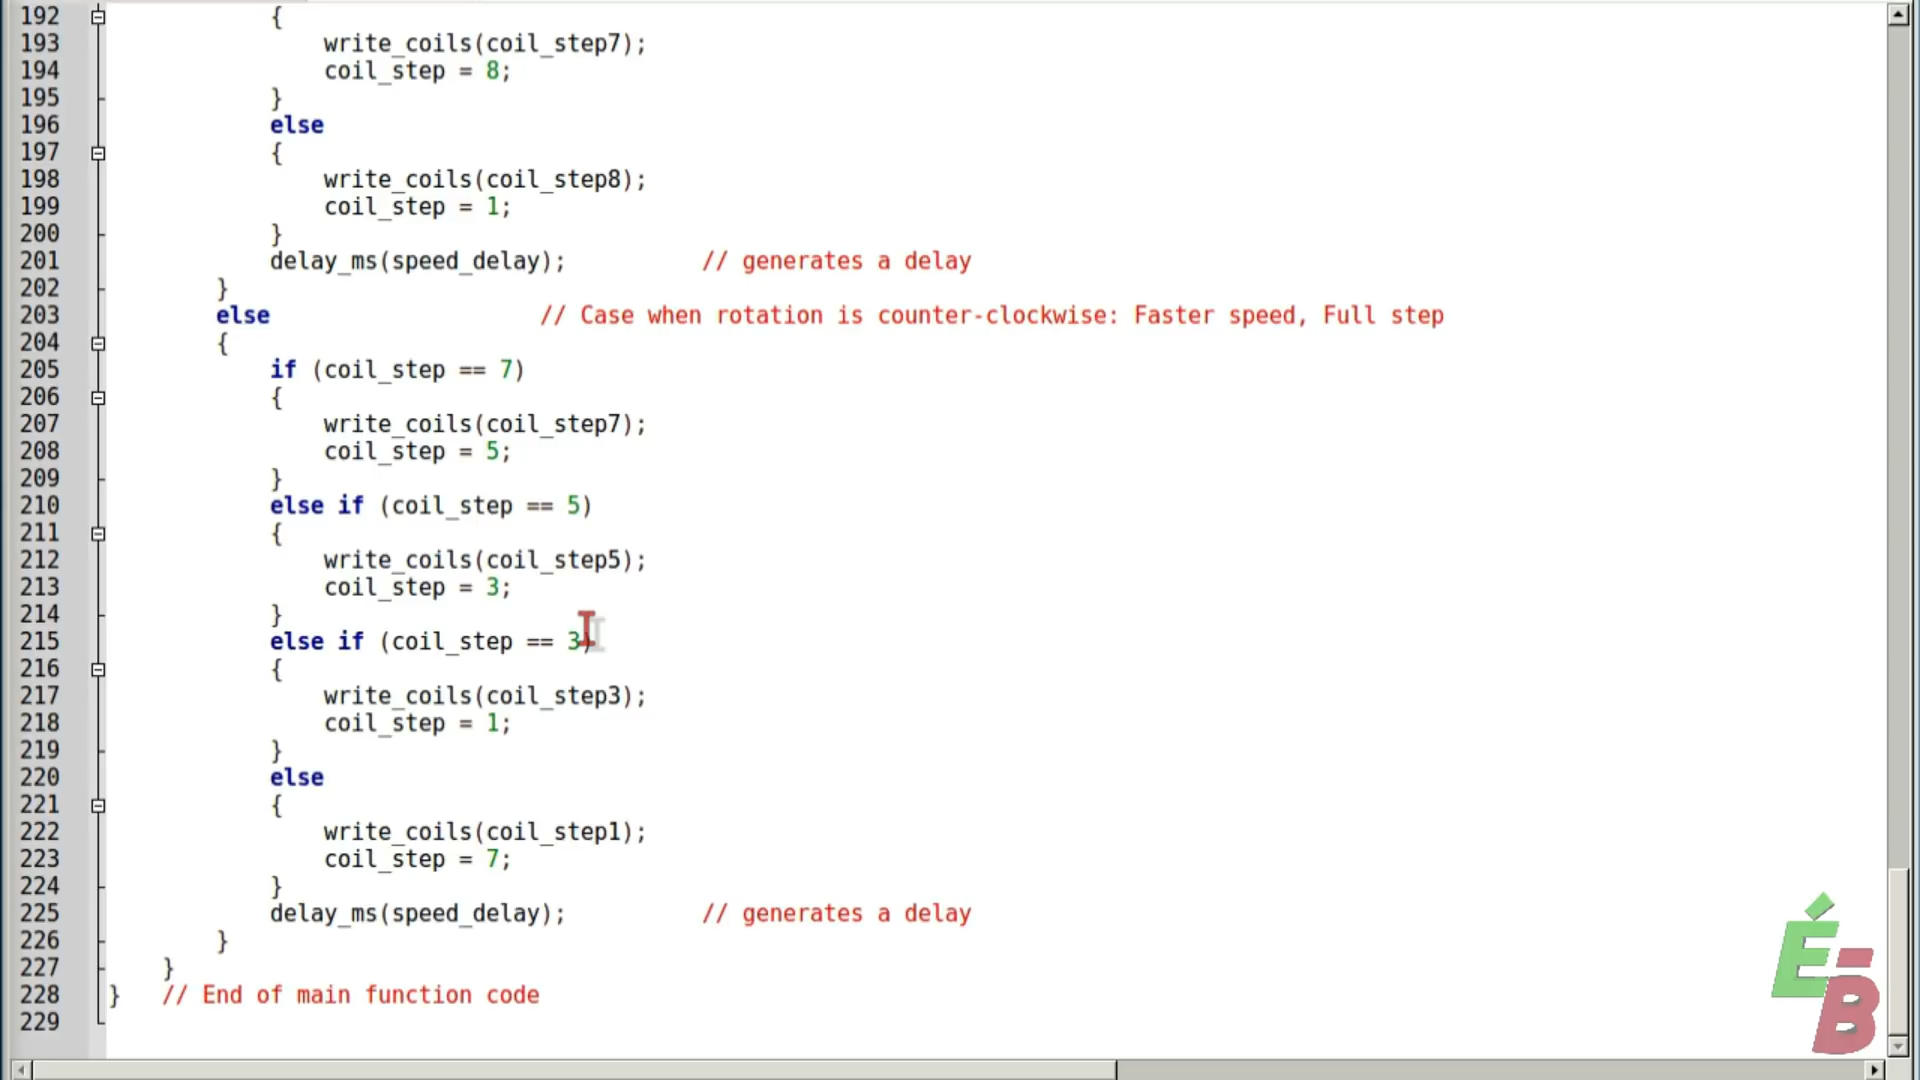 192 {
193 write_coils(coil_step7);
194 coil_step = 8;
195 }
196 else
197 {
198 write_coils(coil_step8);
199 coil_step = 1;
200 }
201 delay_ms(speed_delay); // generates a delay
202 }
203 else // Case when rotation is counter-clockwise: Faster speed, Full step
204 {
205 if (coil_step == 7)
206 {
207 write_coils(coil_step7);
208 coil_step = 5;
209 }
210 else if (coil_step == 5)
211 {
212 write_coils(coil_step5);
213 coil_step = 3;
214 }
215 else if (coil_step == 3)
216 {
217 write_coils(coil_step3);
218 coil_step = 1;
219 }
220 else
221 {
222 write_coils(coil_step1);
223 coil_step = 7;
224 }
225 delay_ms(speed_delay); // generates a delay
226 }
227 }
228 } // End of main function code
229
É-B